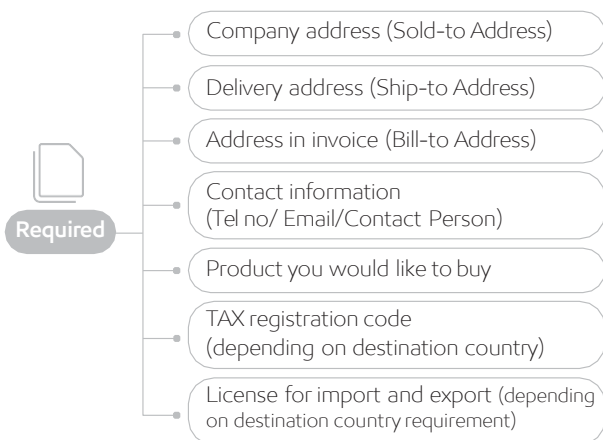 Company address (Sold-to Address)
Delivery address (Ship-to Address)
Address in invoice (Bill-to Address)
Contact information
(Tel no/ Email/Contact Person)
Required
Product you would like to buy
TAX registration code
(depending on destination country)
License for import and export (depending
on destination country requirement)